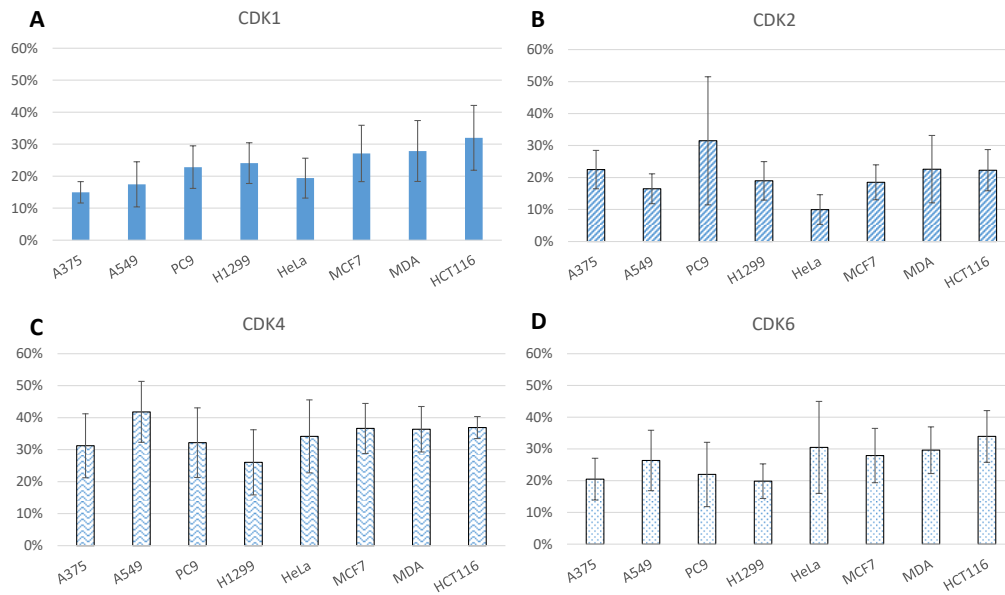 A
CDK1
60%
50%
40%
30%
20%
10%
0%
A375
A549
PC9
H1299
HeLa
MCF7
MDA
HCT116
B
CDK2
60%
50%
40%
30%
20%
10%
0%
A375
A549
PC9
H1299
HeLa
MCF7
MDA
HCT116
C
CDK4
60%
50%
40%
30%
20%
10%
0%
A375
A549
PC9
H1299
HeLa
MCF7
MDA
HCT116
D
CDK6
60%
50%
40%
30%
20%
10%
0%
A375
A549
PC9
H1299
HeLa
MCF7
MDA
HCT116